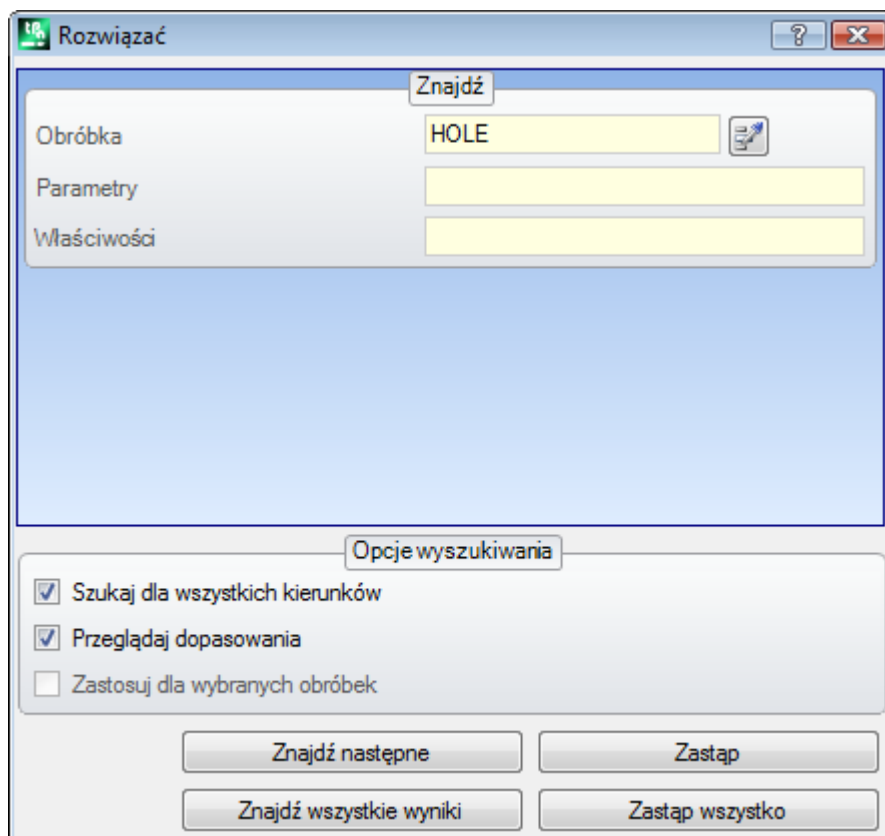 Rozwiązać
Znajdź
Obróbka HOLE
Parametry
Właściwości
Opcje wyszukiwania
Szukaj dla wszystkich kierunków
Przeglądaj dopasowania
Zastosuj dla wybranych obróbek
Znajdź następne Zastąp
Znajdź wszystkie wyniki Zastąp wszystko